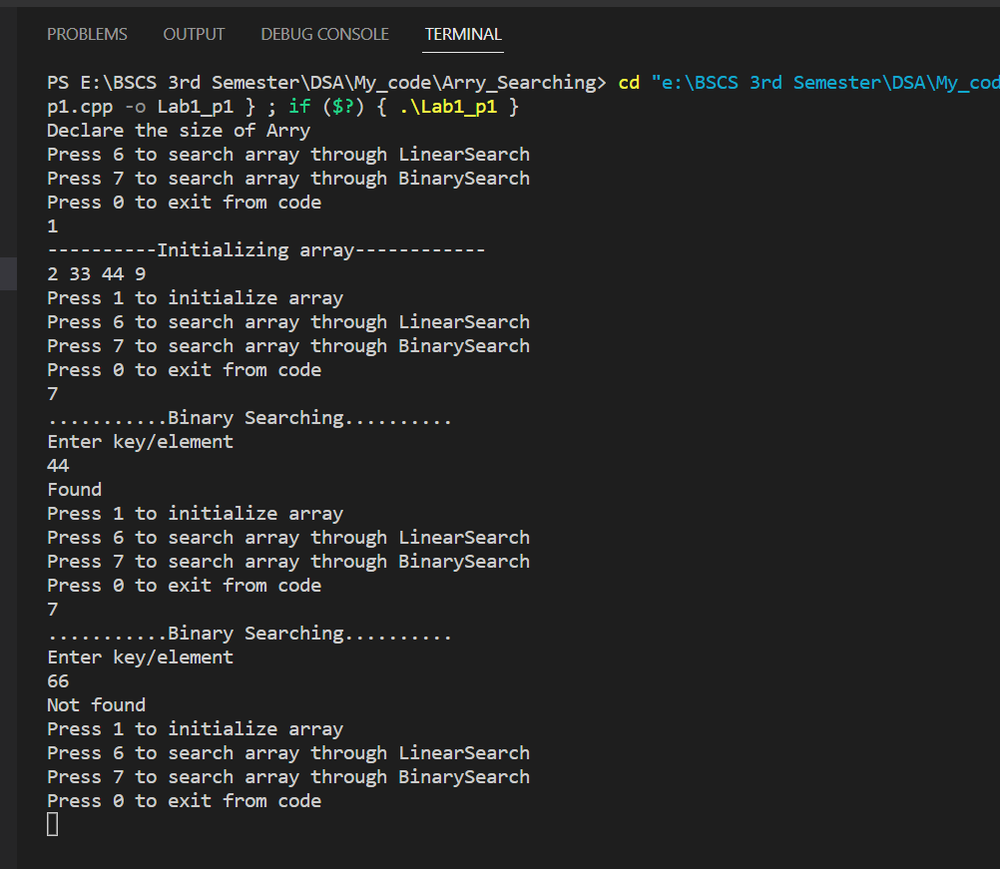 PROBLEMS OUTPUT DEBUG CONSOLE TERMINAL
PS E:\BSCS 3rd Semester\DSA\My_code\Arry_Searching> cd "e:\BSCS 3rd Semester\DSA\My_cod
p1.cpp -o Lab1_p1 } ; if ($?) { .\Lab1_p1 }
Declare the size of Arry
Press 6 to search array through LinearSearch
Press 7 to search array through BinarySearch
Press 0 to exit from code
1
----------Initializing array------------
2 33 44 9
Press 1 to initialize array
Press 6 to search array through LinearSearch
Press 7 to search array through BinarySearch
Press 0 to exit from code
7
...........Binary Searching..........
Enter key/element
44
Found
Press 1 to initialize array
Press 6 to search array through LinearSearch
Press 7 to search array through BinarySearch
Press 0 to exit from code
7
...........Binary Searching..........
Enter key/element
66
Not found
Press 1 to initialize array
Press 6 to search array through LinearSearch
Press 7 to search array through BinarySearch
Press 0 to exit from code